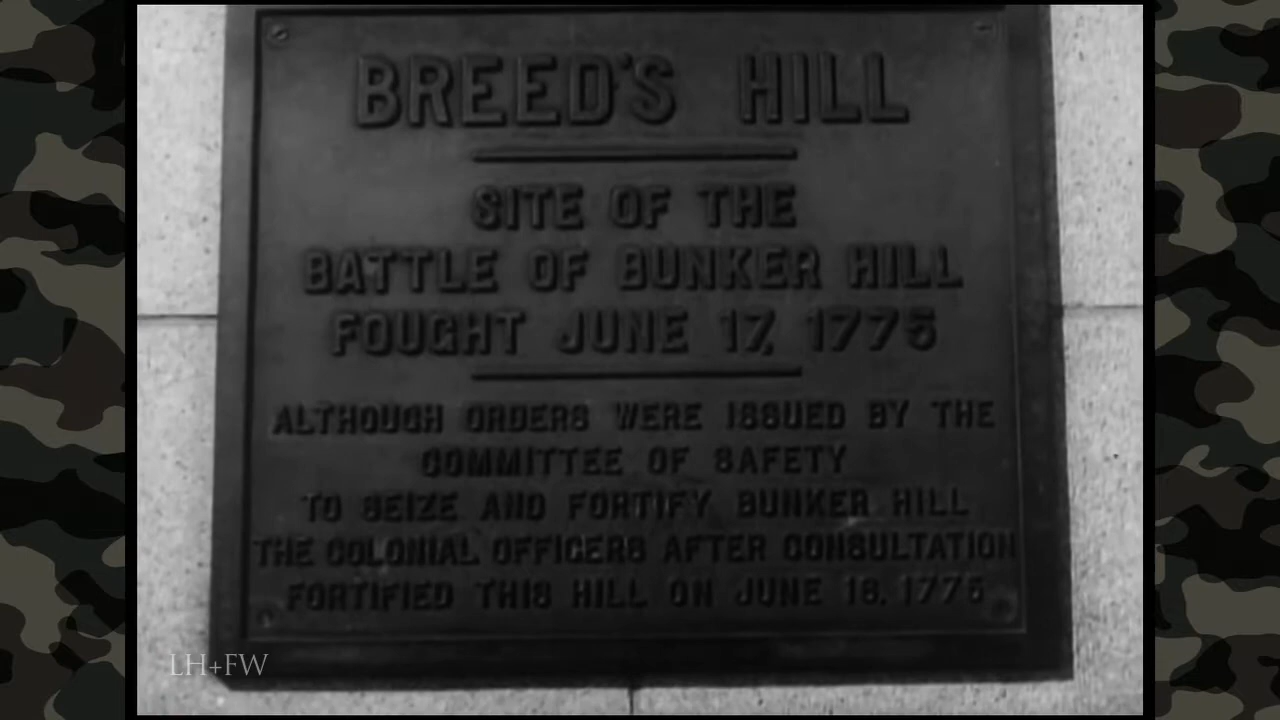 BREED'S HILL
SITE OF THE
BATTLE OF BUNKER HILL
FOUGHT JUNE 17, 1775
ALTHOUGH ORDERS WERE ISSUED BY THE
COMMITTEE OF SAFETY
TO SEIZE AND FORTIFY BUNKER HILL
THE COLONIAL OFFICERS AFTER CONSULTATION
FORTIFIED THIS HILL ON JUNE 16, 1775
LH+FW